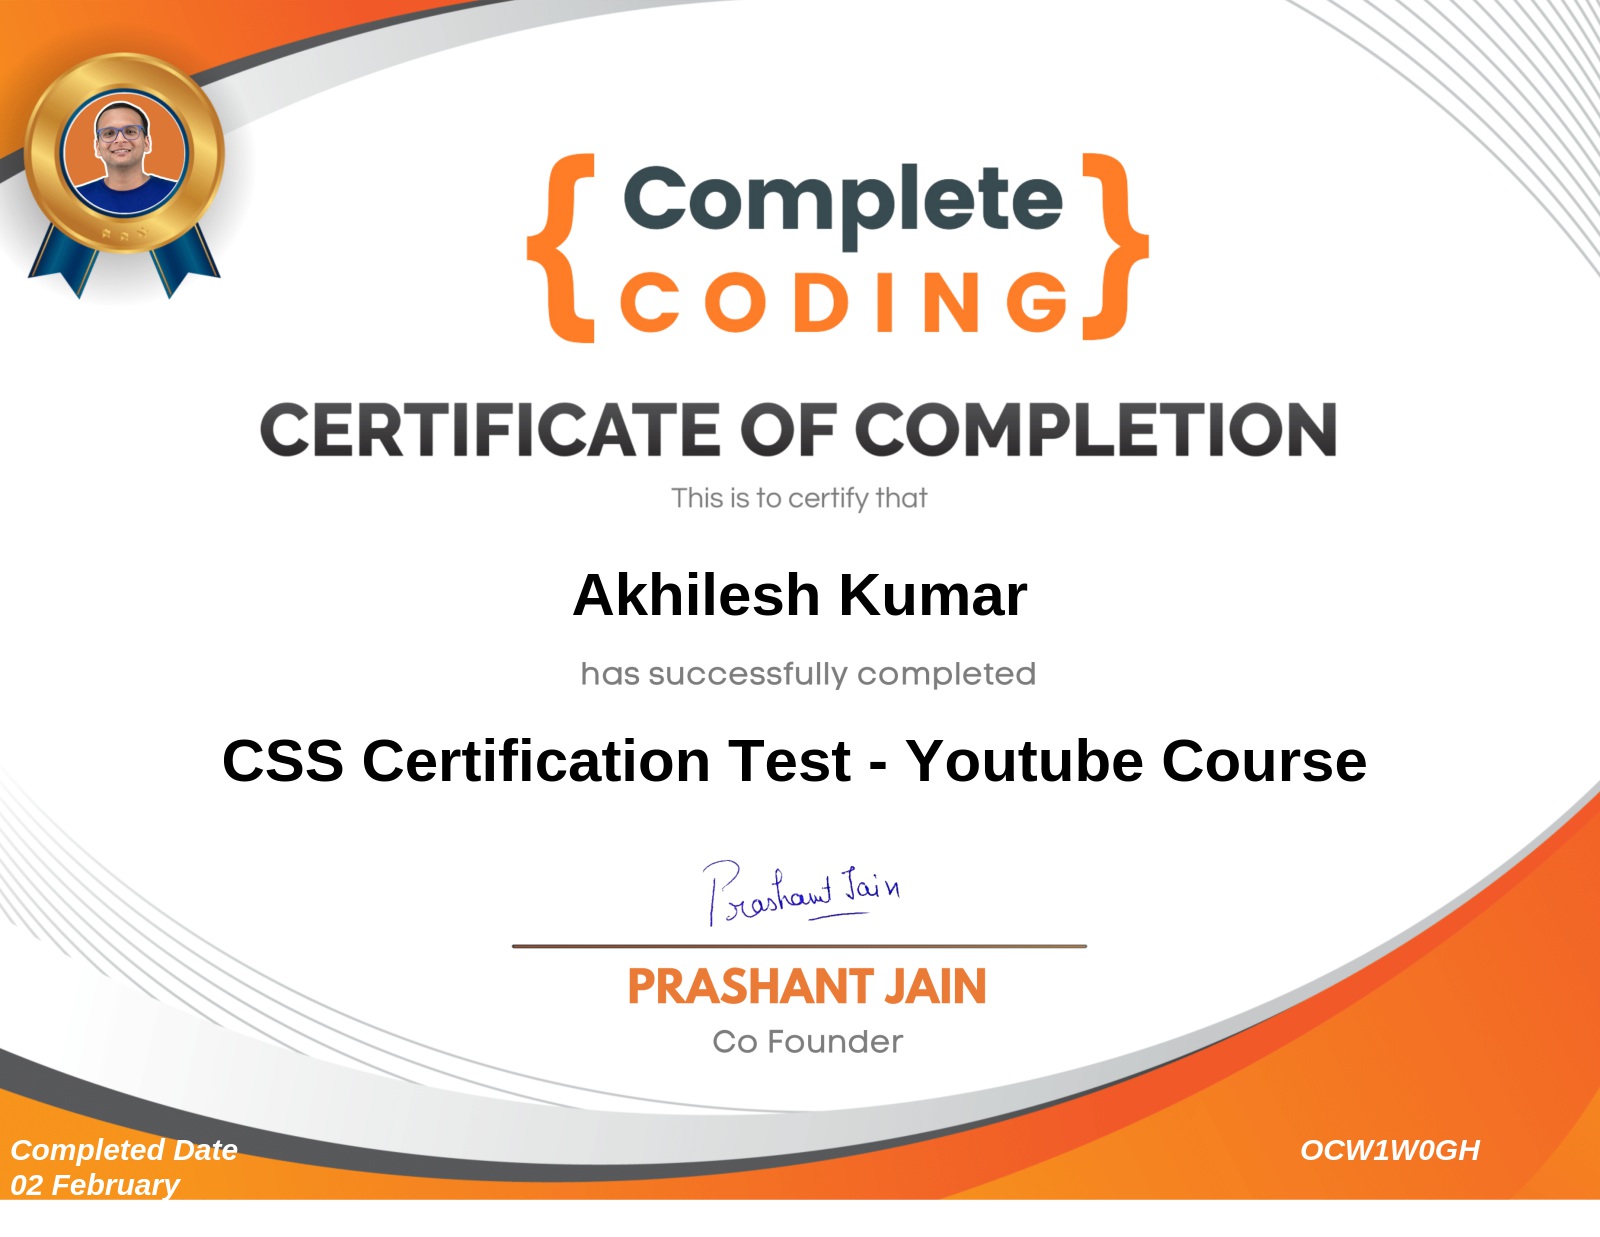 Complete
CODING
CERTIFICATE OF COMPLETION
This is to certify that
Akhilesh Kumar
has successfully completed
CSS Certification Test - Youtube Course
Prashant Jain
PRASHANT JAIN
Co Founder
Completed Date
02 February
OCW1W0GH